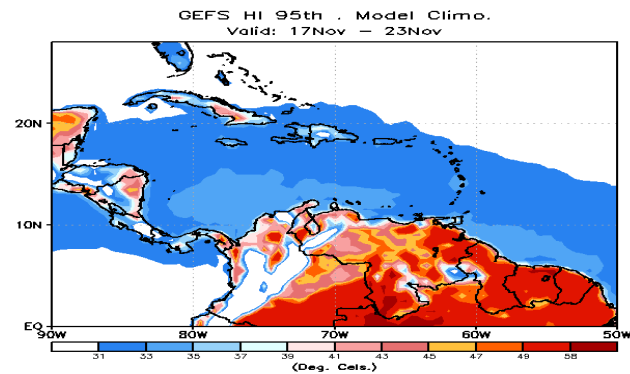 GEFS HI 95th . Model Climo.
Valid: 17Nov – 23Nov
20N
10N
EQ
90W 80W 70W 60W 50W
31 33 35 37 39 41 43 45 47 49 58
(Deg. Cels.)